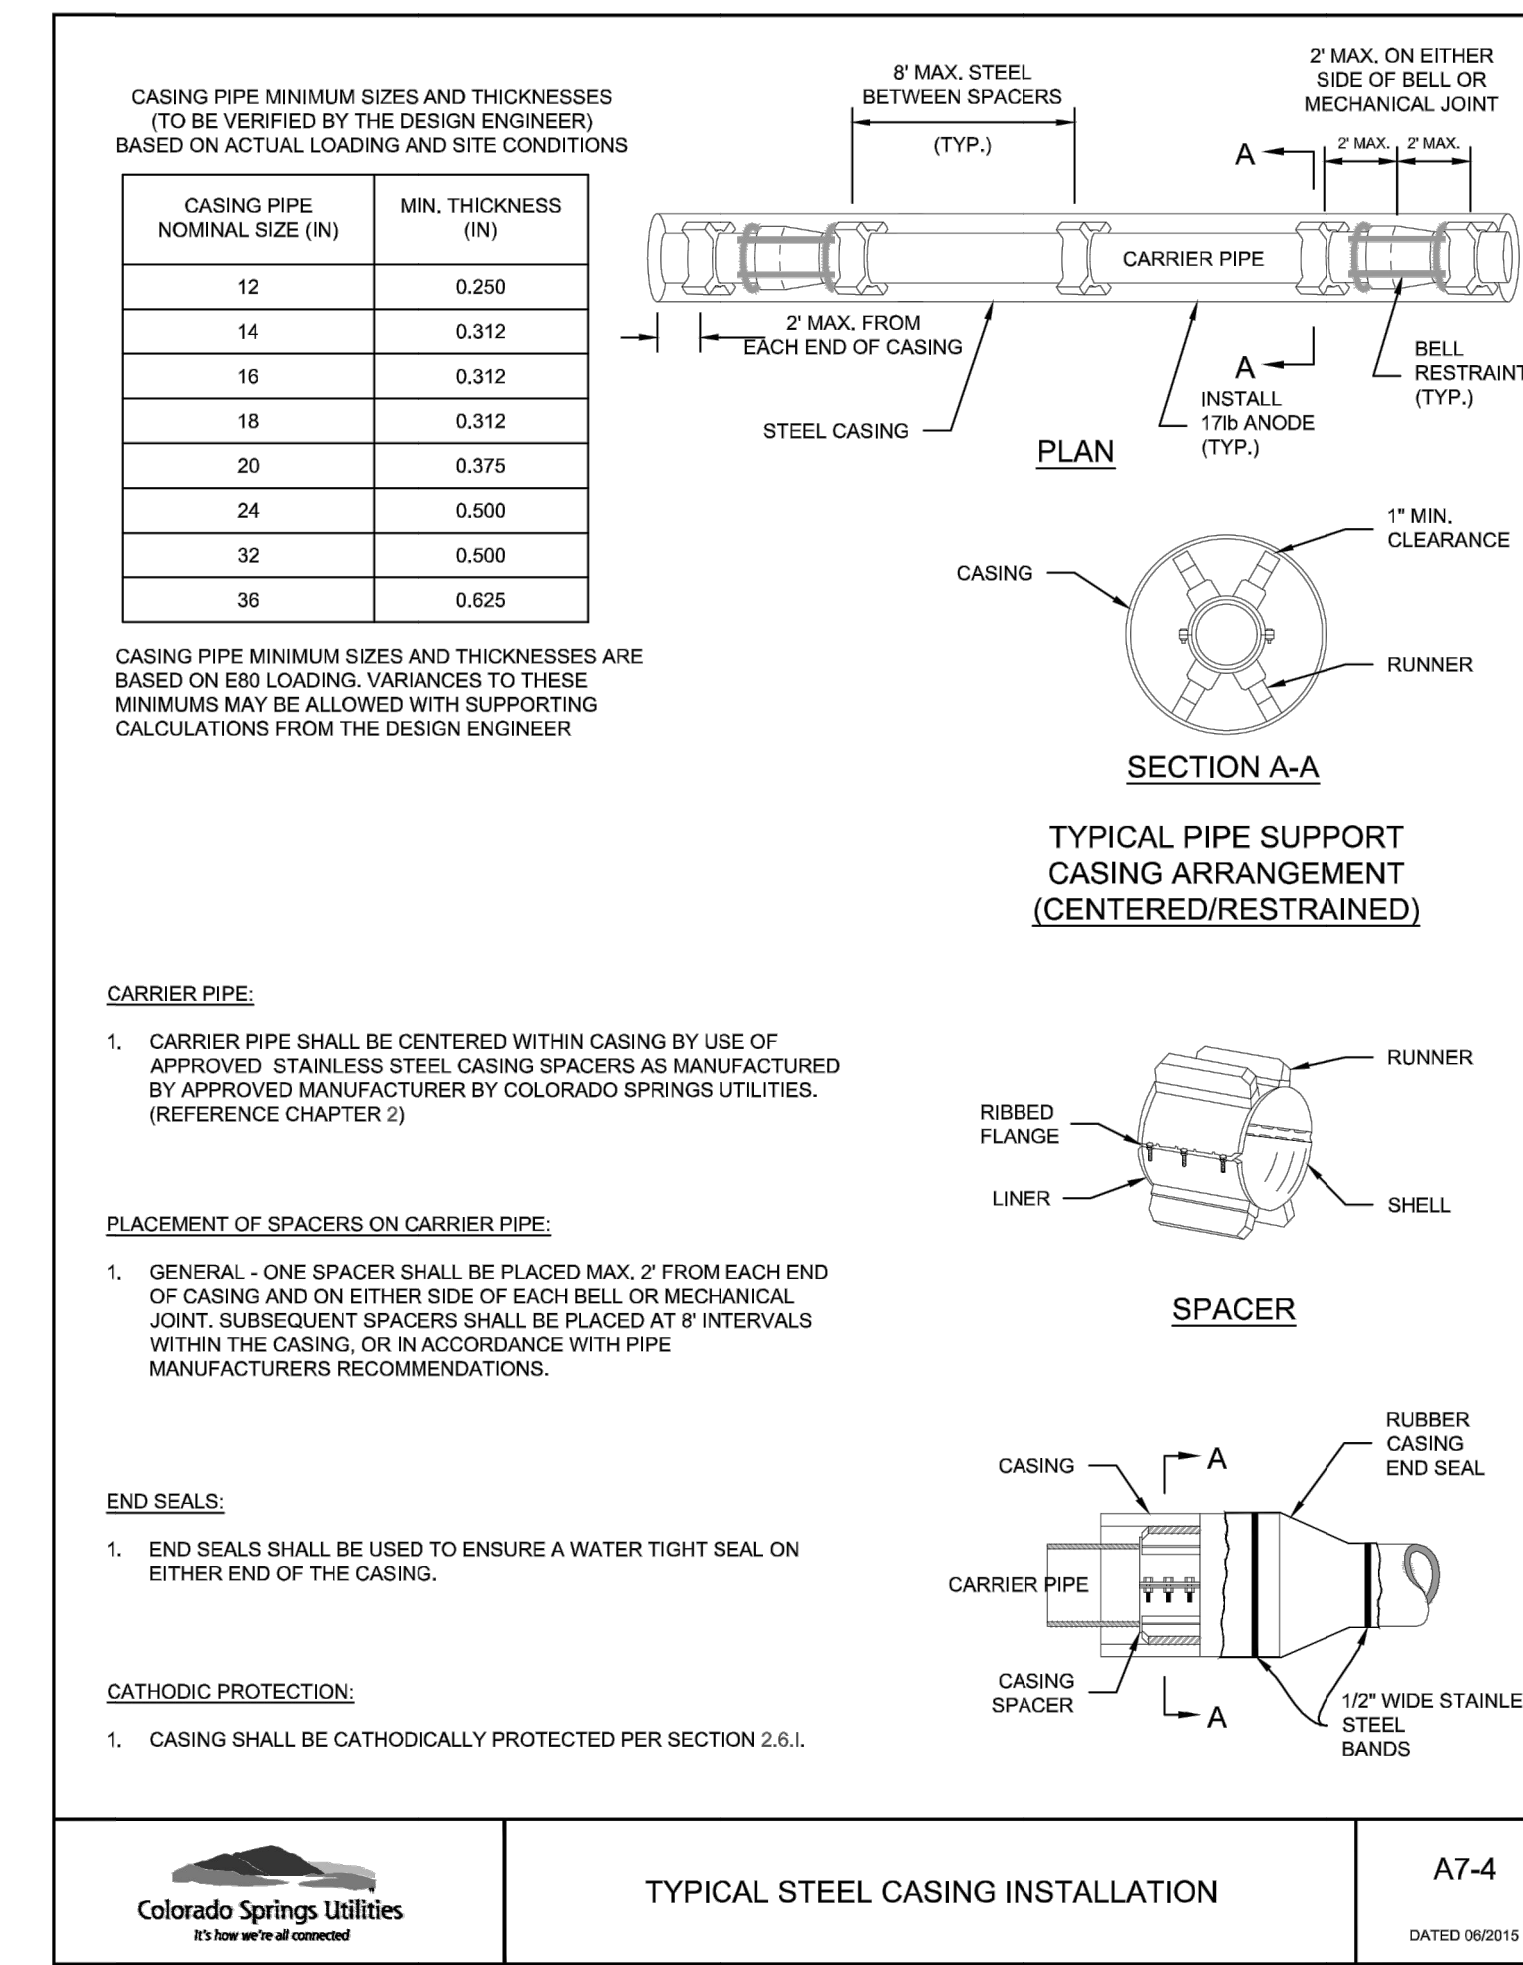 CASING PIPE MINIMUM SIZES AND THICKNESSES
(TO BE VERIFIED BY THE DESIGN ENGINEER)
BASED ON ACTUAL LOADING AND SITE CONDITIONS
CASING PIPE
NOMINAL SIZE (IN)
MIN. THICKNESS
(IN)
12 0.250
14 0.312
16 0.312
18 0.312
20 0.375
24 0.500
32 0.500
36 0.625
CASING PIPE MINIMUM SIZES AND THICKNESSES ARE
BASED ON E80 LOADING. VARIANCES TO THESE
MINIMUMS MAY BE ALLOWED WITH SUPPORTING
CALCULATIONS FROM THE DESIGN ENGINEER
8' MAX. STEEL
BETWEEN SPACERS
(TYP.)
2' MAX. ON EITHER
SIDE OF BELL OR
MECHANICAL JOINT
2' MAX. 2' MAX.
A
CARRIER PIPE
2' MAX. FROM
EACH END OF CASING
A
BELL
RESTRAINT
(TYP.)
INSTALL
17lb ANODE
(TYP.)
STEEL CASING
PLAN
1" MIN.
CLEARANCE
CASING
RUNNER
SECTION A-A
TYPICAL PIPE SUPPORT
CASING ARRANGEMENT
(CENTERED/RESTRAINED)
CARRIER PIPE:
1. CARRIER PIPE SHALL BE CENTERED WITHIN CASING BY USE OF
APPROVED STAINLESS STEEL CASING SPACERS AS MANUFACTURED
BY APPROVED MANUFACTURER BY COLORADO SPRINGS UTILITIES.
(REFERENCE CHAPTER 2)
PLACEMENT OF SPACERS ON CARRIER PIPE:
1. GENERAL - ONE SPACER SHALL BE PLACED MAX. 2' FROM EACH END
OF CASING AND ON EITHER SIDE OF EACH BELL OR MECHANICAL
JOINT. SUBSEQUENT SPACERS SHALL BE PLACED AT 8' INTERVALS
WITHIN THE CASING, OR IN ACCORDANCE WITH PIPE
MANUFACTURERS RECOMMENDATIONS.
END SEALS:
1. END SEALS SHALL BE USED TO ENSURE A WATER TIGHT SEAL ON
EITHER END OF THE CASING.
CATHODIC PROTECTION:
1. CASING SHALL BE CATHODICALLY PROTECTED PER SECTION 2.6.I.
RUNNER
RIBBED
FLANGE
LINER
SHELL
SPACER
RUBBER
CASING
END SEAL
CASING
A
CARRIER PIPE
CASING
SPACER
A
1/2" WIDE STAINLE
STEEL
BANDS
Colorado Springs Utilities
It's how we're all connected
TYPICAL STEEL CASING INSTALLATION
A7-4
DATED 06/2015